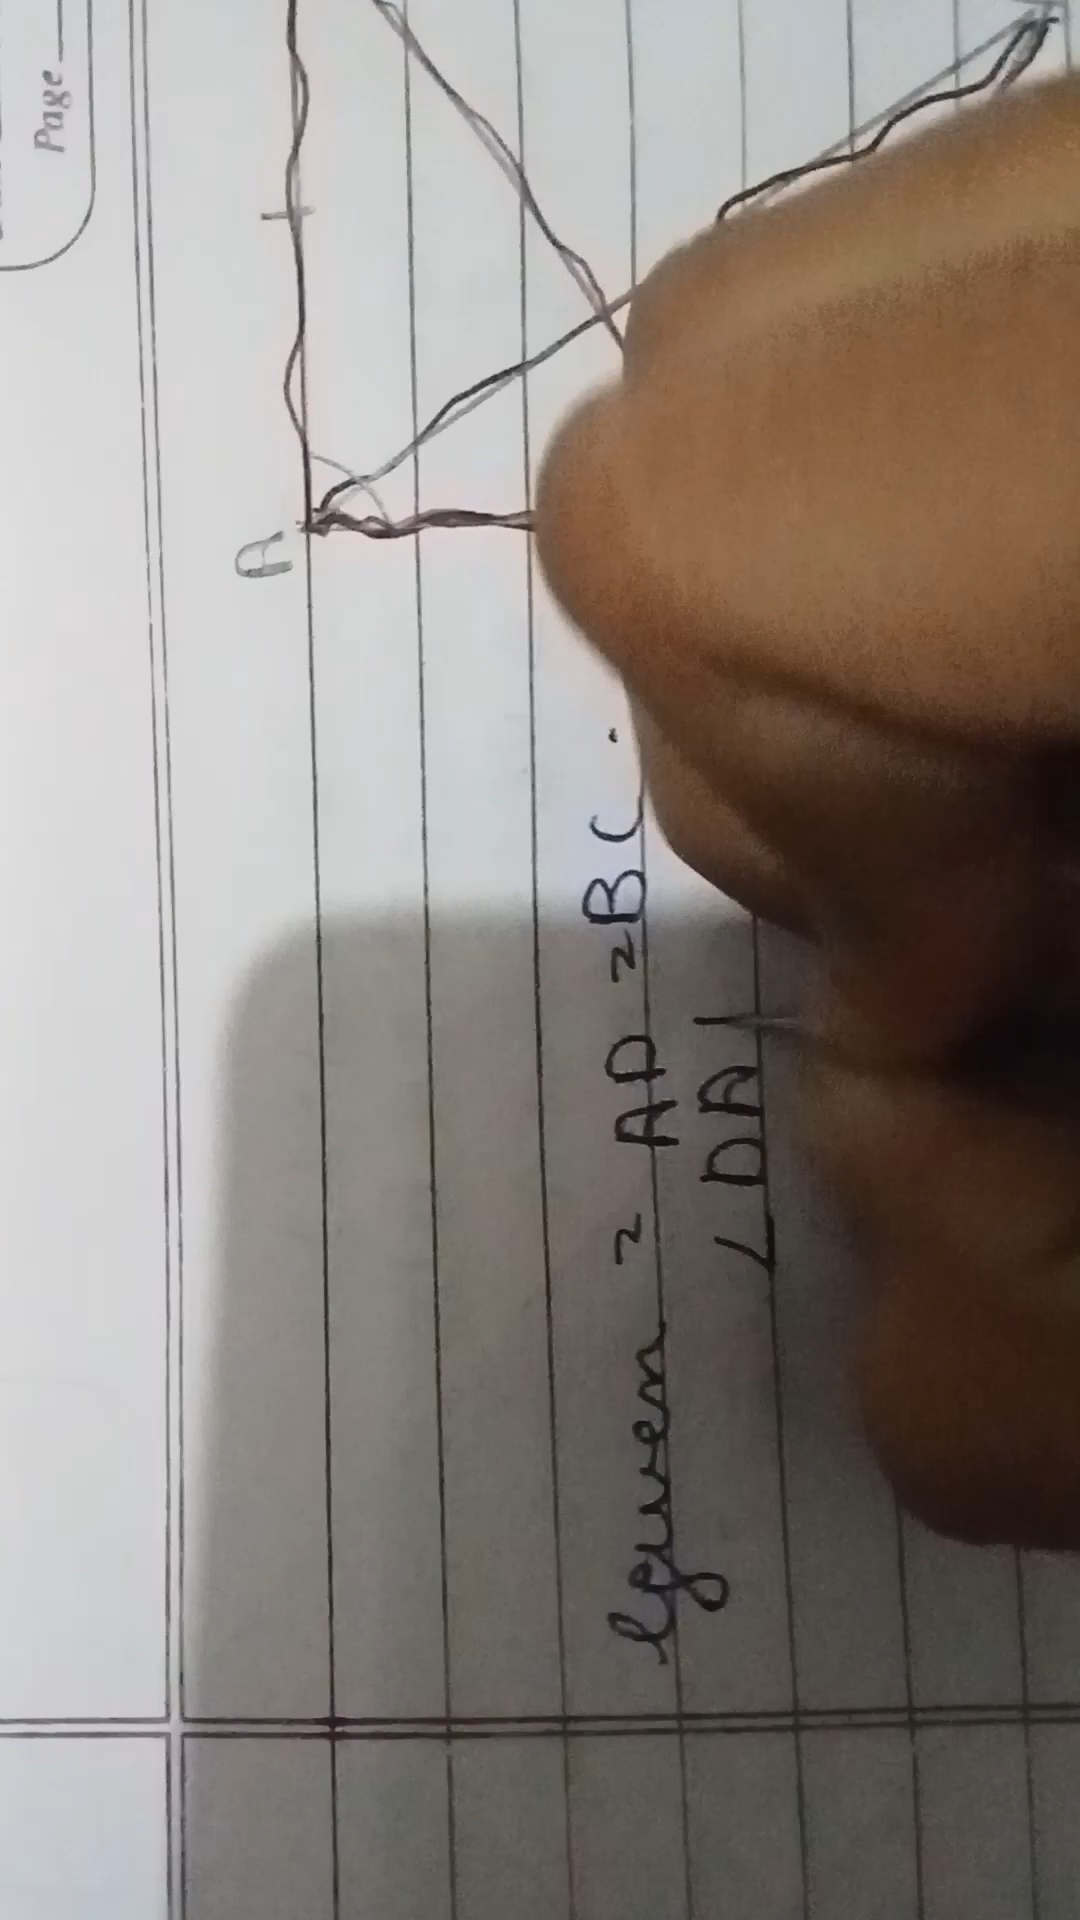 Page
A
Given = AD = BC.
∠DA